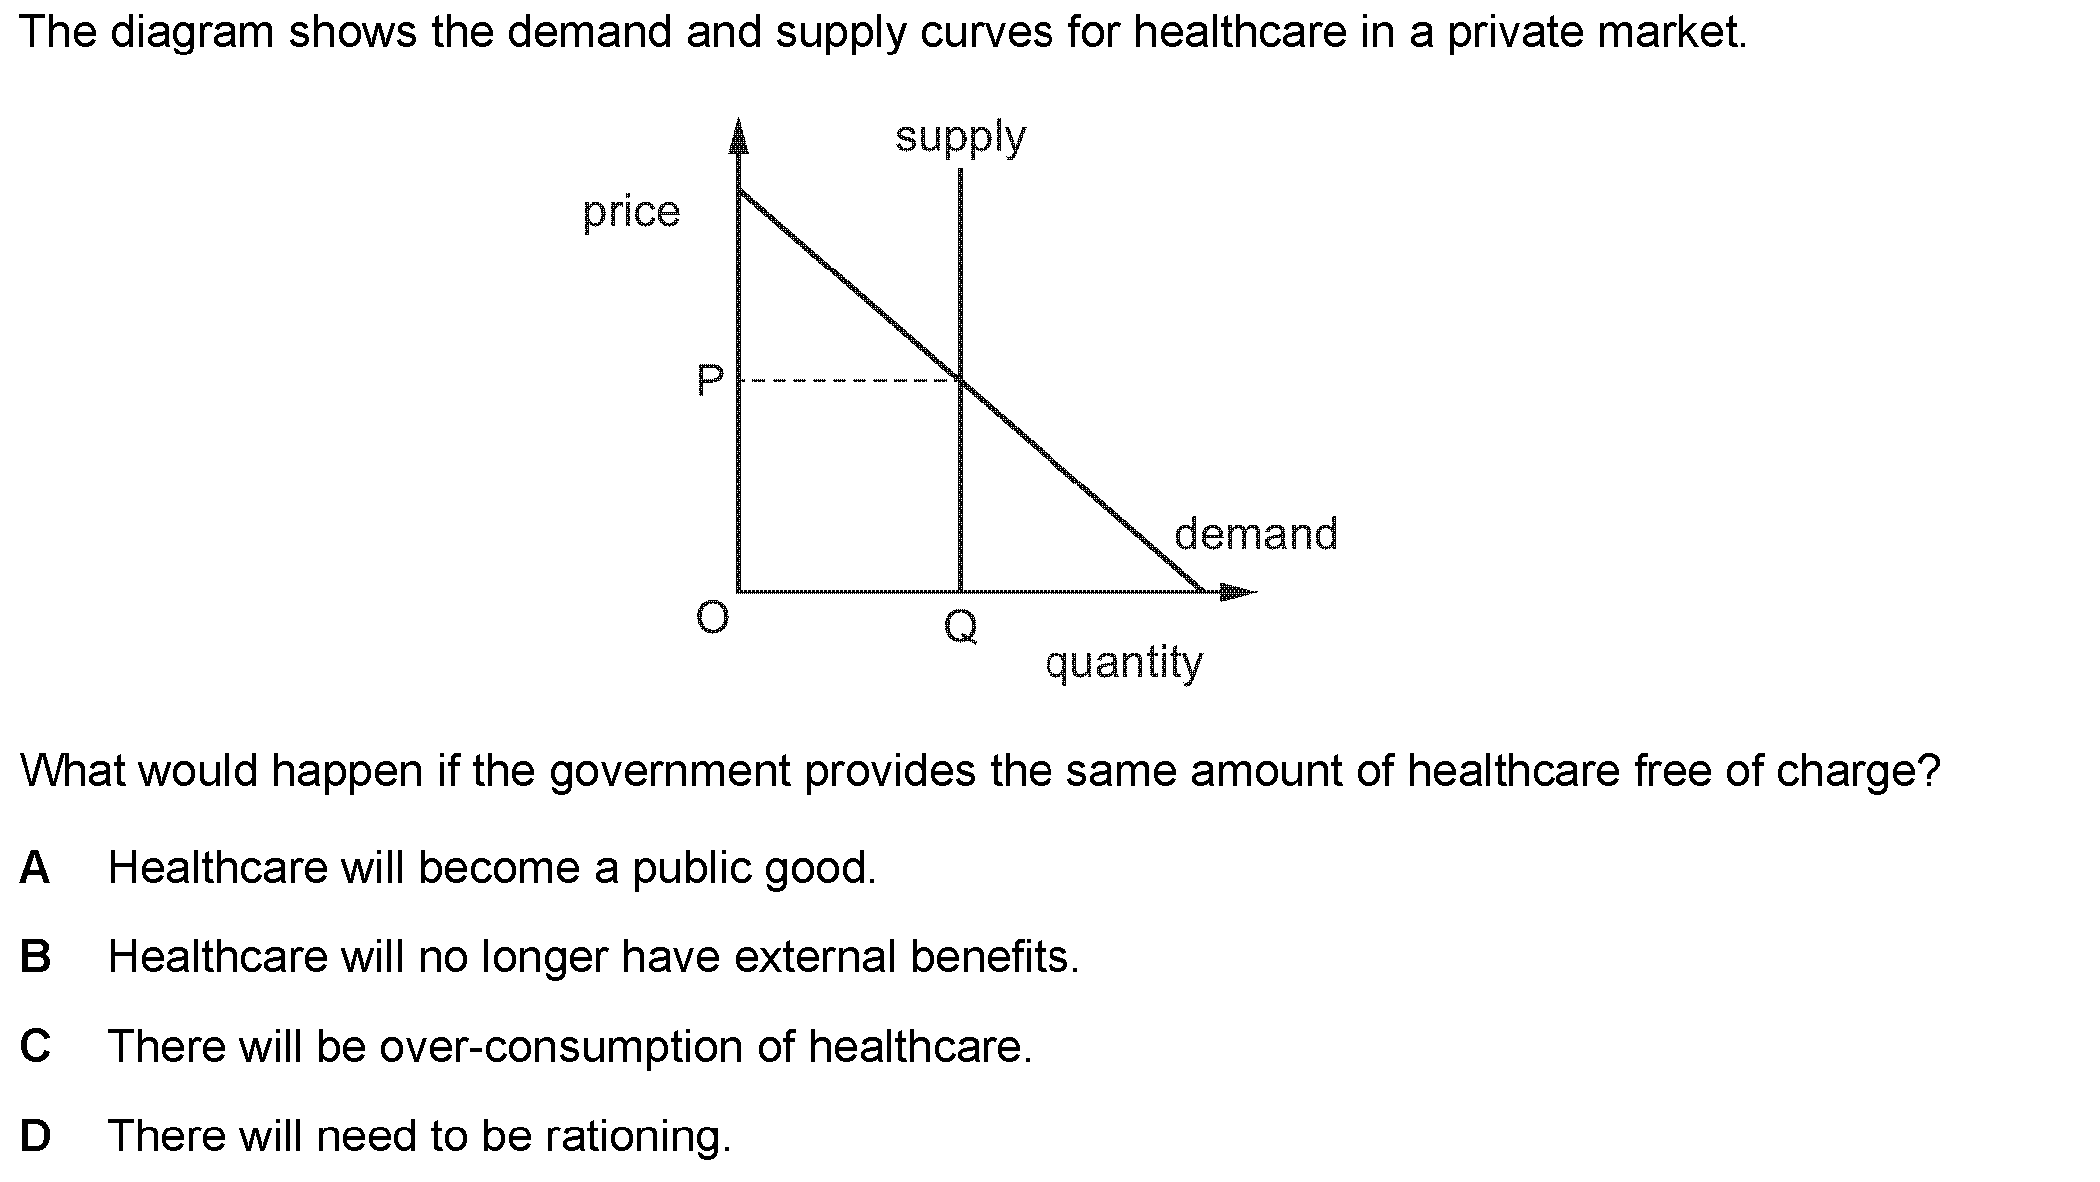 The diagram shows the demand and supply curves for healthcare in a private market.
supply
price
P
demand
O
Q
quantity
What would happen if the government provides the same amount of healthcare free of charge?
A Healthcare will become a public good.
B Healthcare will no longer have external benefits.
C There will be over-consumption of healthcare.
D There will need to be rationing.